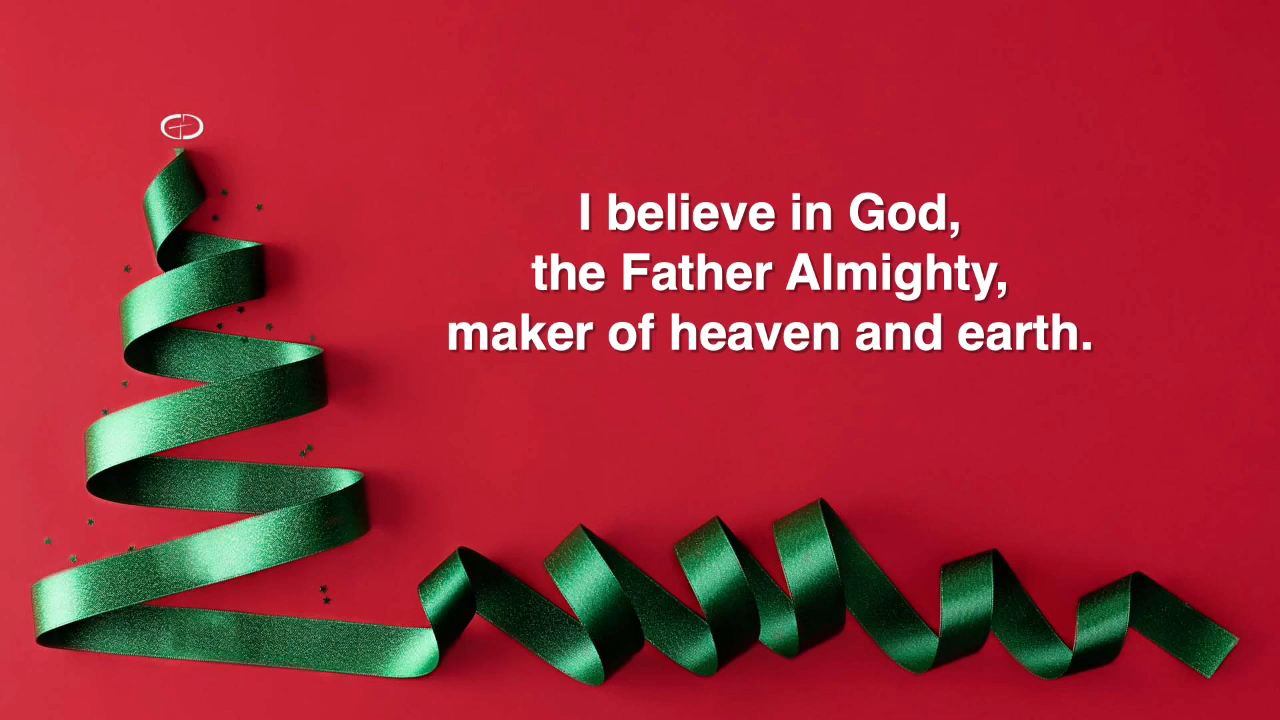 I believe in God,
the Father Almighty,
maker of heaven and earth.